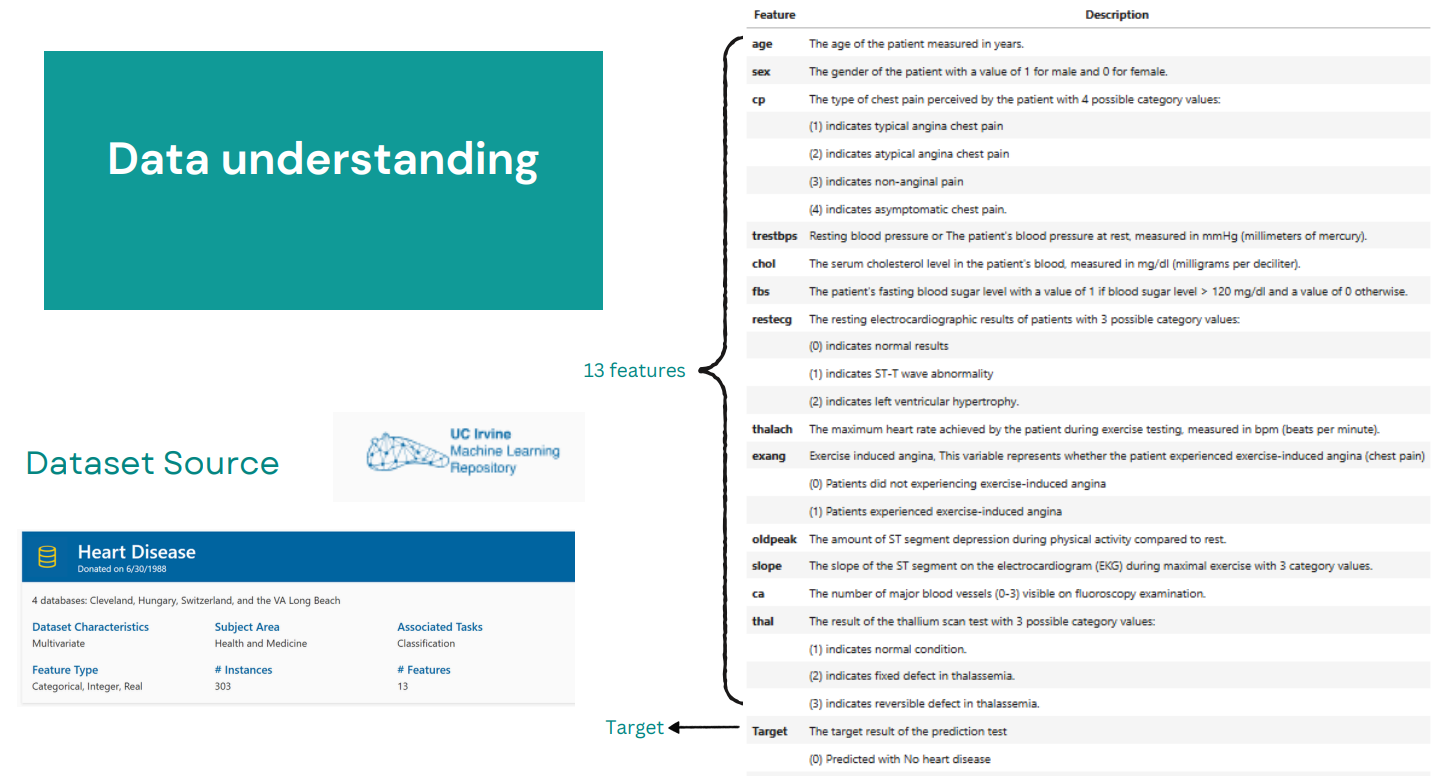 Data understanding
Dataset Source
UC Irvine
Machine Learning
Repository
Heart Disease
Donated on 6/30/1988
4 databases: Cleveland, Hungary, Switzerland, and the VA Long Beach
Dataset Characteristics Subject Area Associated Tasks
Multivariate Health and Medicine Classification
Feature Type # Instances # Features
Categorical, Integer, Real 303 13
13 features
Target
Feature Description
age The age of the patient measured in years.
sex The gender of the patient with a value of 1 for male and 0 for female.
cp The type of chest pain perceived by the patient with 4 possible category values:
(1) indicates typical angina chest pain
(2) indicates atypical angina chest pain
(3) indicates non-anginal pain
(4) indicates asymptomatic chest pain.
trestbps Resting blood pressure or The patient's blood pressure at rest, measured in mmHg (millimeters of mercury).
chol The serum cholesterol level in the patient's blood, measured in mg/dl (milligrams per deciliter).
fbs The patient's fasting blood sugar level with a value of 1 if blood sugar level > 120 mg/dl and a value of 0 otherwise.
restecg The resting electrocardiographic results of patients with 3 possible category values:
(0) indicates normal results
(1) indicates ST-T wave abnormality
(2) indicates left ventricular hypertrophy.
thalach The maximum heart rate achieved by the patient during exercise testing, measured in bpm (beats per minute).
exang Exercise induced angina, This variable represents whether the patient experienced exercise-induced angina (chest pain)
(0) Patients did not experiencing exercise-induced angina
(1) Patients experienced exercise-induced angina
oldpeak The amount of ST segment depression during physical activity compared to rest.
slope The slope of the ST segment on the electrocardiogram (EKG) during maximal exercise with 3 category values.
ca The number of major blood vessels (0-3) visible on fluoroscopy examination.
thal The result of the thallium scan test with 3 possible category values:
(1) indicates normal condition.
(2) indicates fixed defect in thalassemia.
(3) indicates reversible defect in thalassemia.
Target The target result of the prediction test
(0) Predicted with No heart disease